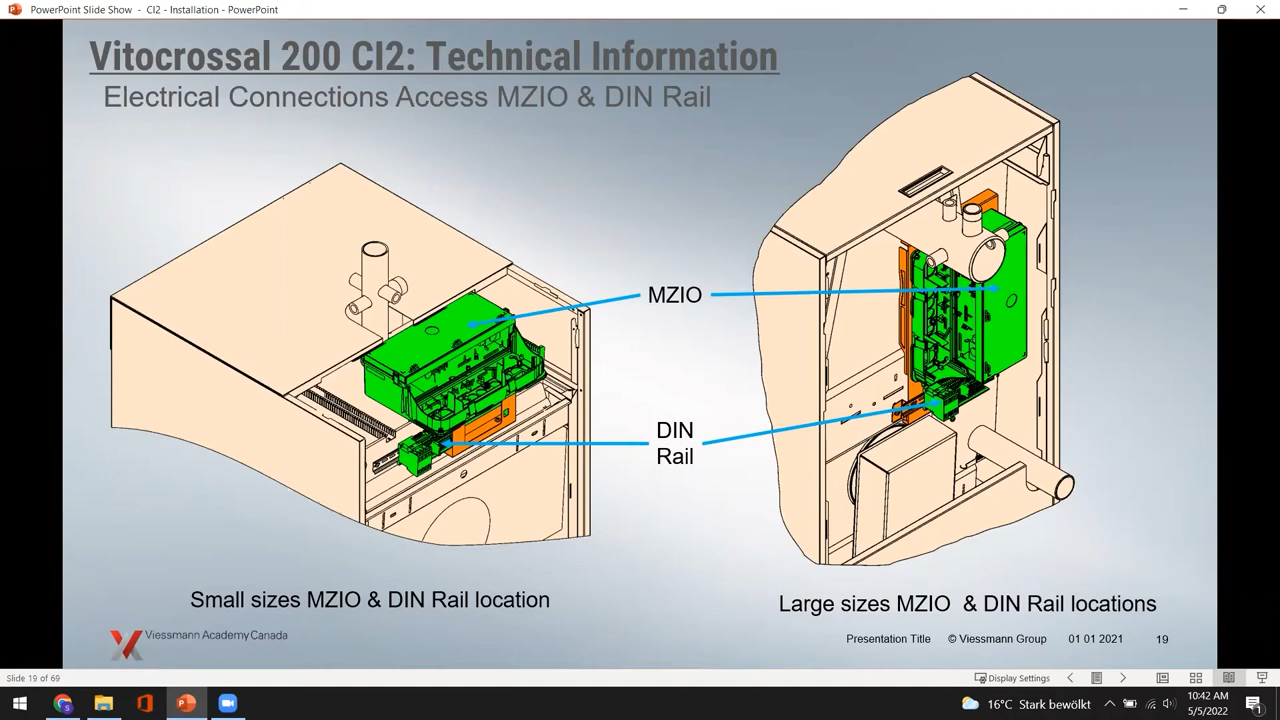 PowerPoint Slide Show - CI2 - Installation - PowerPoint
Vitocrossal 200 CI2: Technical Information
Electrical Connections Access MZIO & DIN Rail
MZIO
DIN
Rail
Small sizes MZIO & DIN Rail location
Large sizes MZIO & DIN Rail locations
Viessmann Academy Canada
Presentation Title © Viessmann Group 01 01 2021 19
Slide 19 of 69
Display Settings
16°C Stark bewölkt
10:42 AM
5/5/2022
1